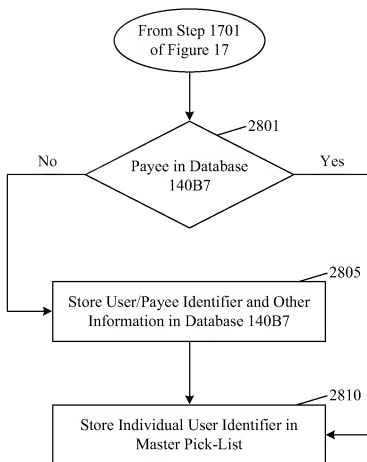 From Step 1701
of Figure 17
2801
No
Payee in Database
140B7
Yes
2805
Store User/Payee Identifier and Other
Information in Database 140B7
2810
Store Individual User Identifier in
Master Pick-List